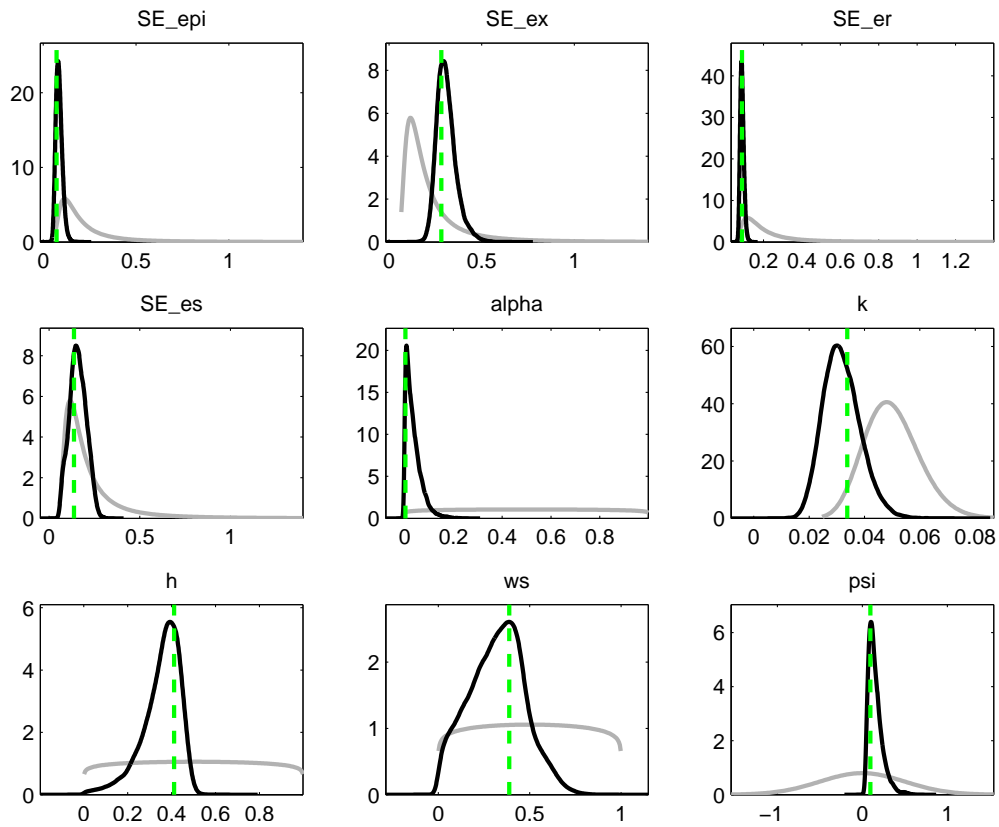 SE_epi SE_ex SE_er
20 8 40
10 6 30
0 4 20
2 10
0 0
0 0.5 1 0 0.5 1 0.2 0.4 0.6 0.8 1 1.2
SE_es alpha k
8 20 60
6 15 40
4 10 20
2 5 0
0 0
0 0.5 1 0 0.2 0.4 0.6 0.8 0 0.02 0.04 0.06 0.08
h ws psi
6 2 6
4 1 4
2 0 2
0 0
0 0.2 0.4 0.6 0.8 0 0.5 1 −1 0 1